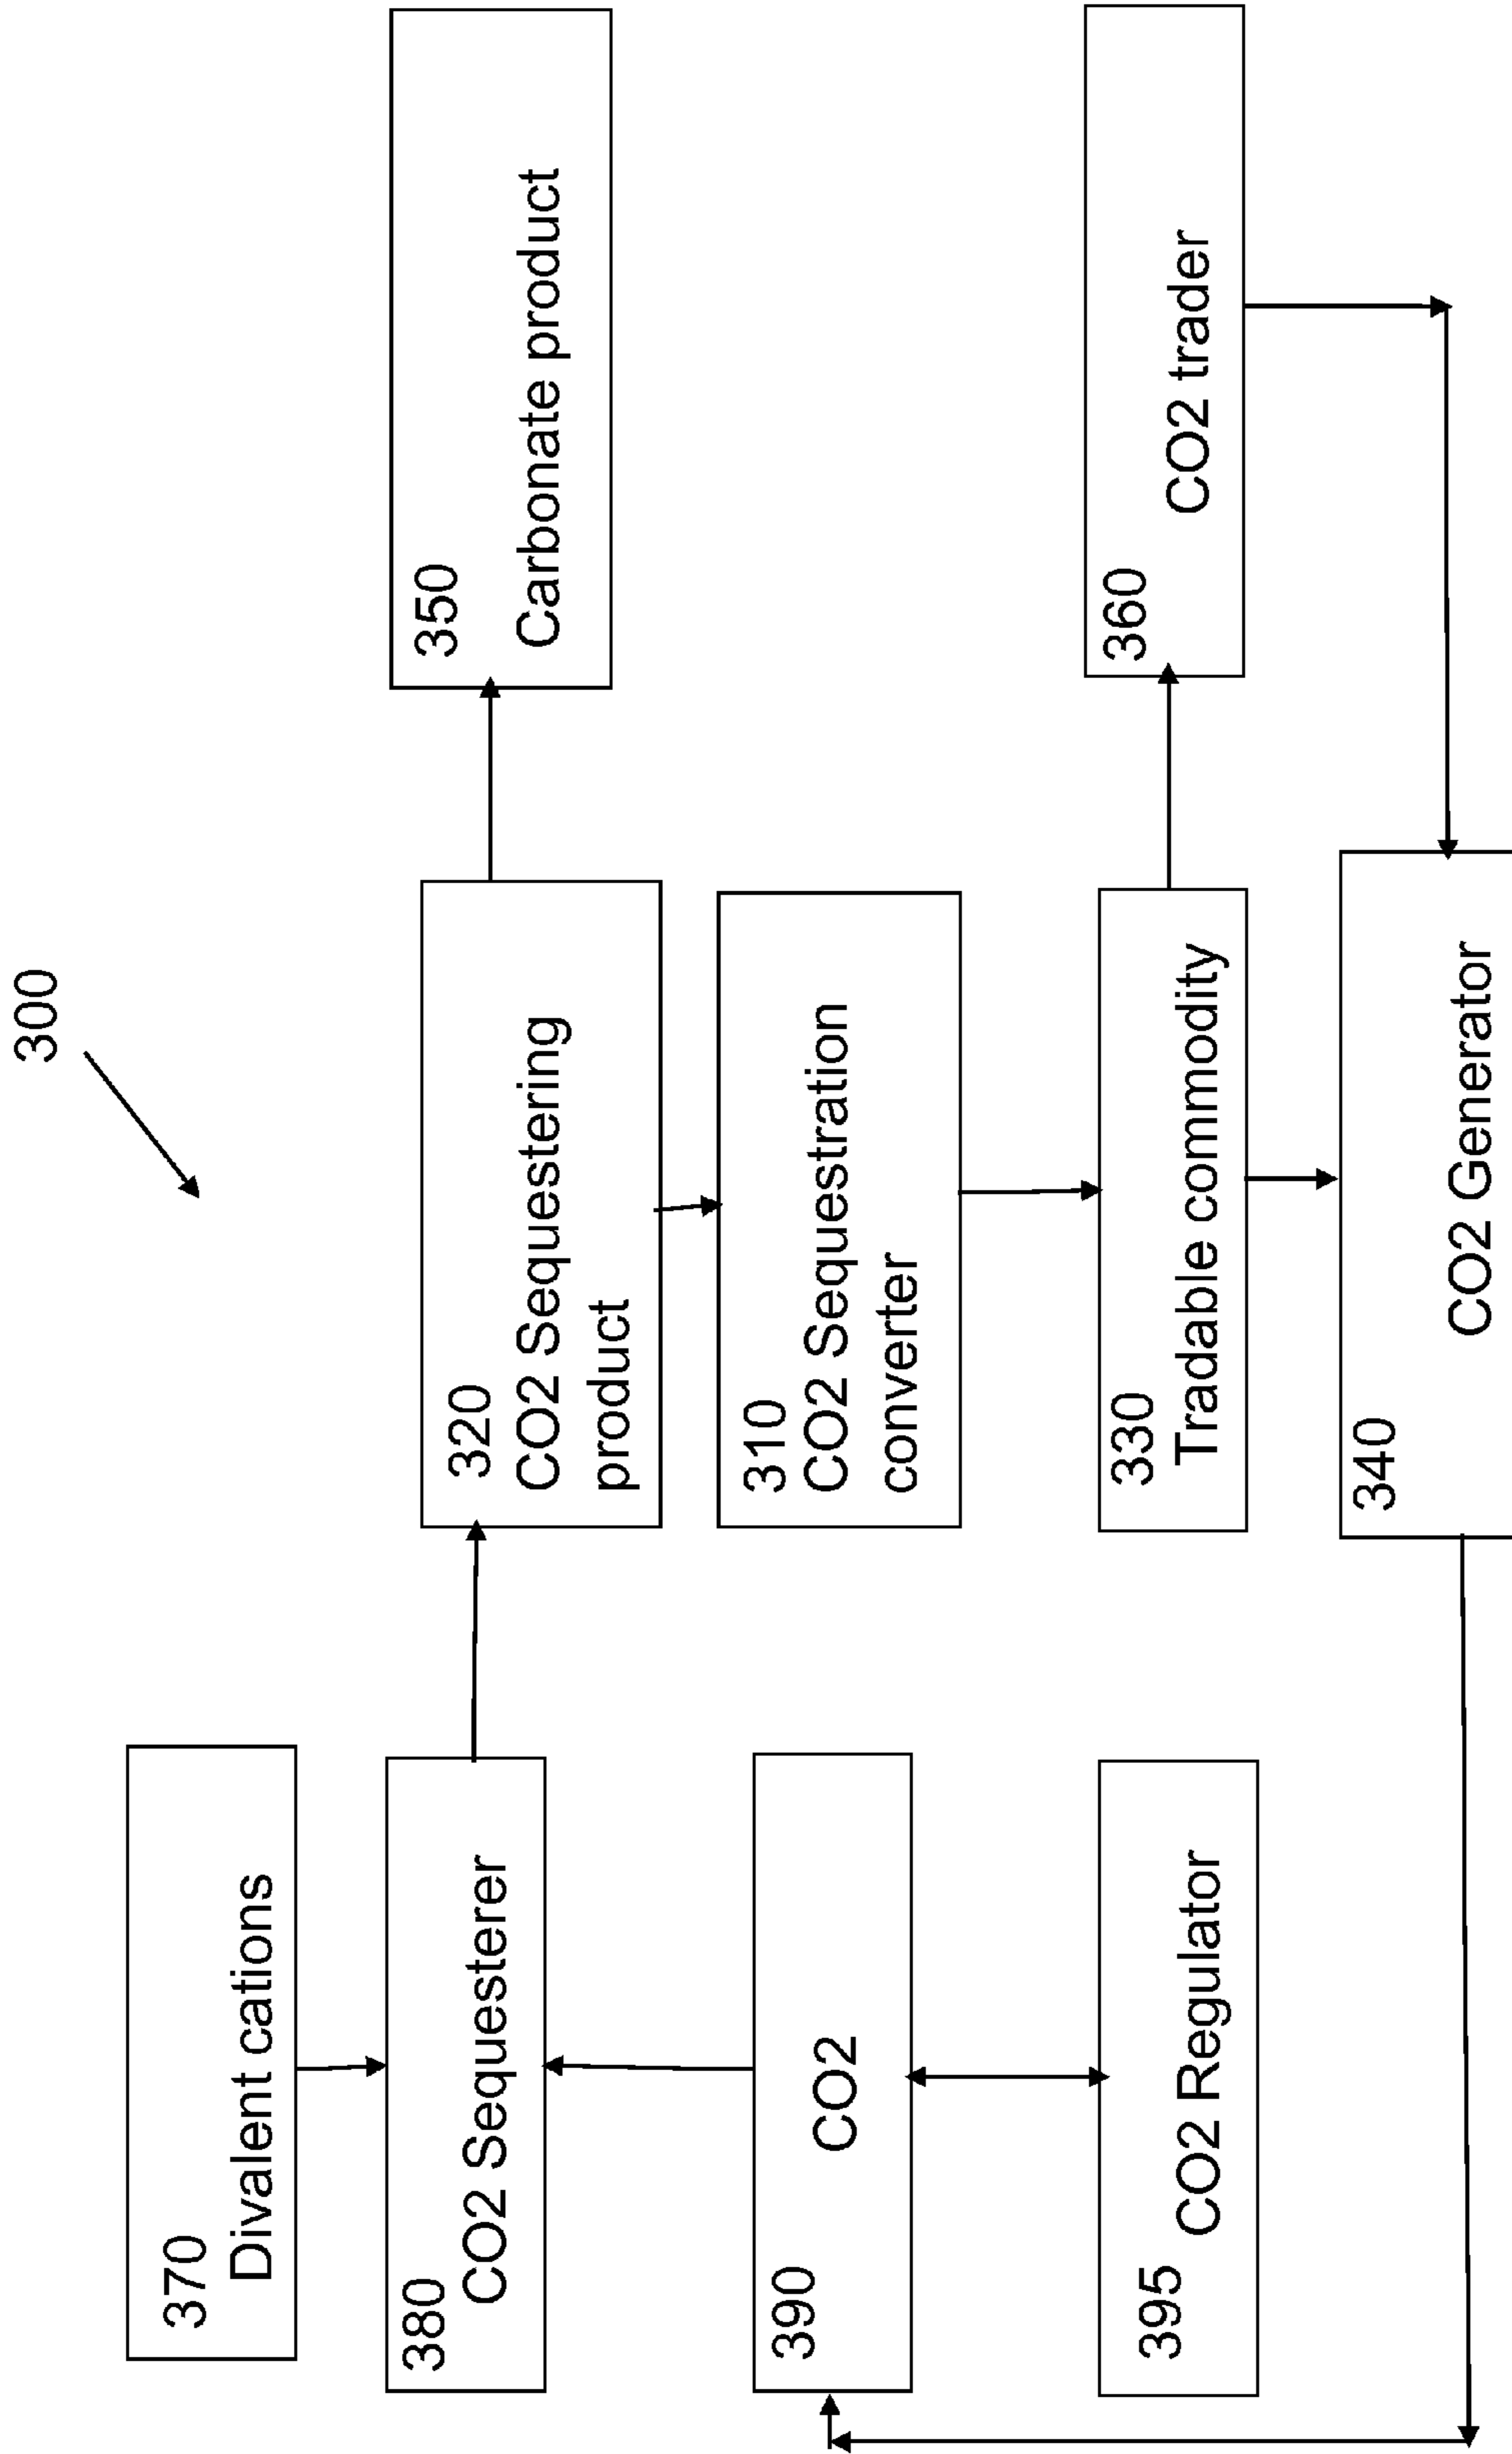 300
370
Divalent cations
380
CO2 Sequesterer
390
CO2
395
CO2 Regulator
320
CO2 Sequestering
product
310
CO2 Sequestration
converter
330
Tradable commodity
340
CO2 Generator
350
Carbonate product
360
CO2 trader